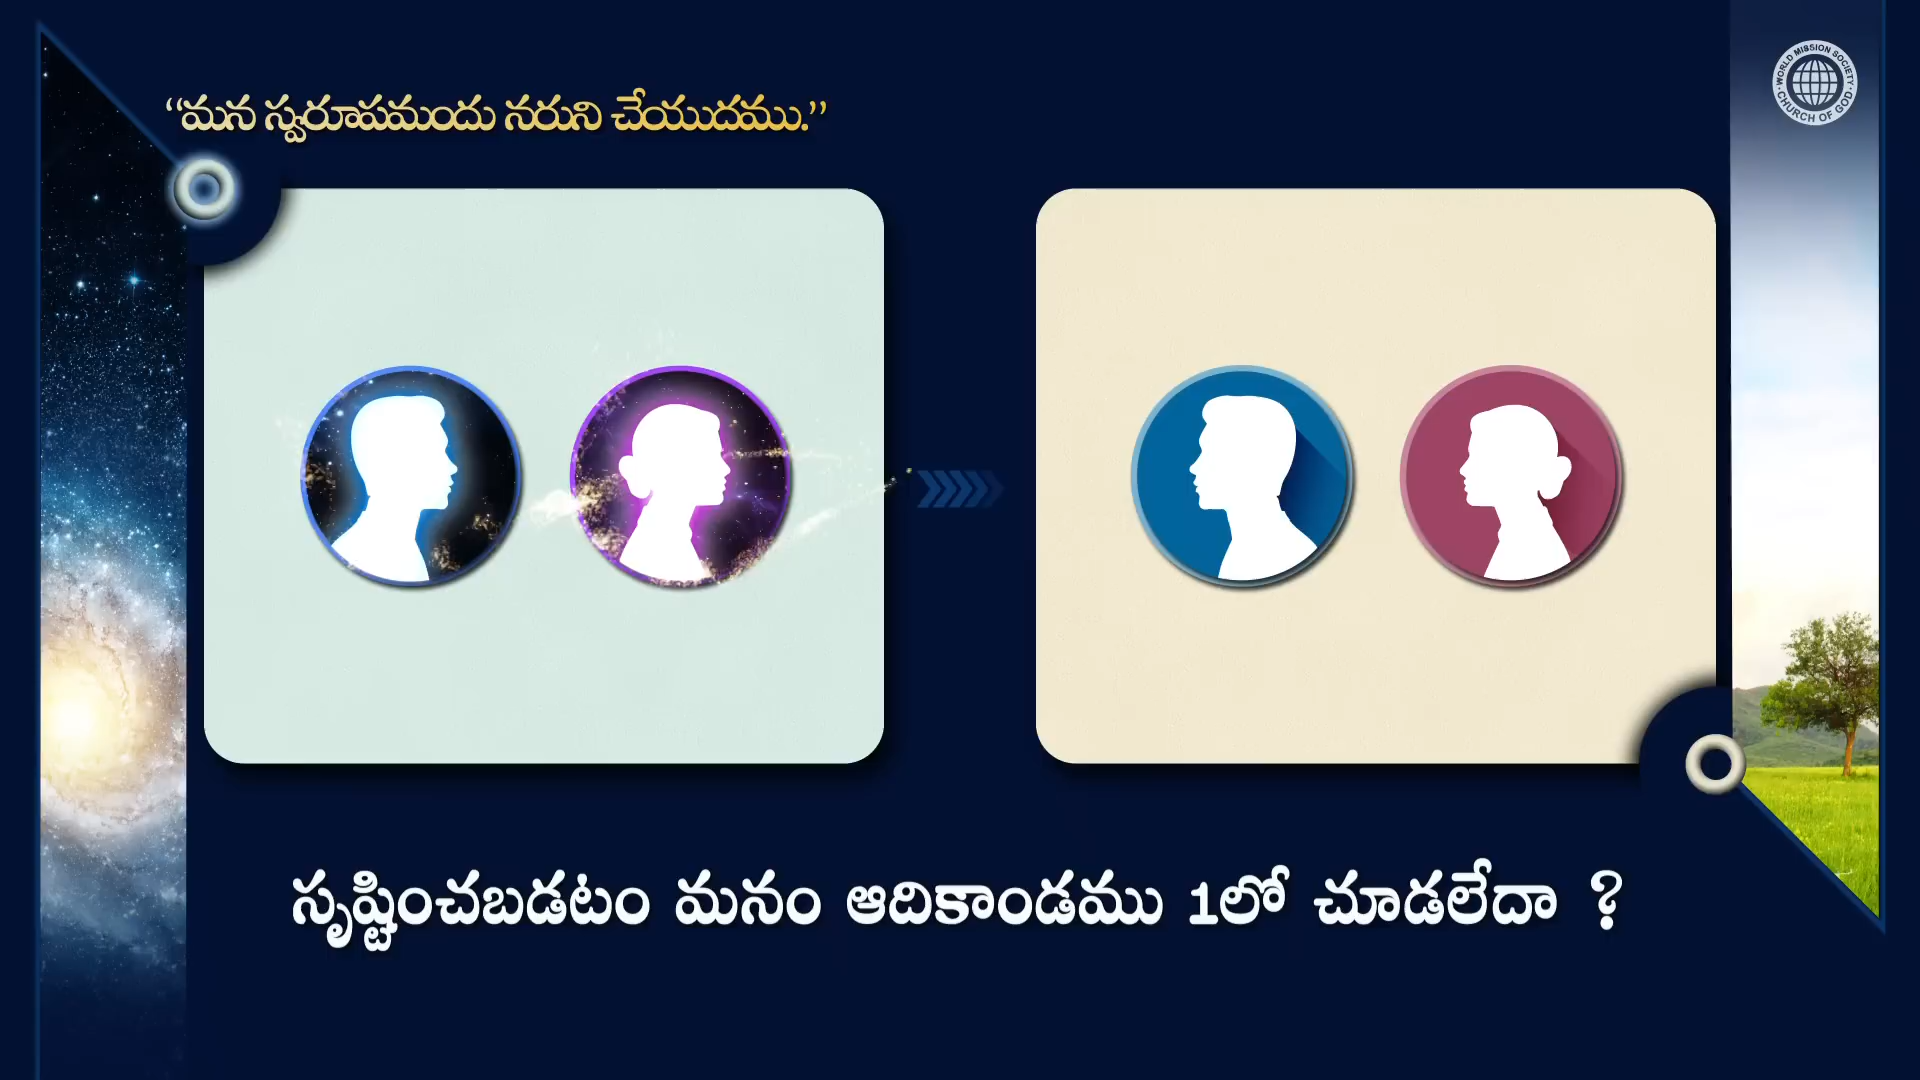 “మన స్వరూపమందు నరుని చేయుదము.”
WORLD MISSION SOCIETY
CHURCH OF GOD
సృష్టించబడటం మనం ఆదికాండము 1లో చూడలేదా ?